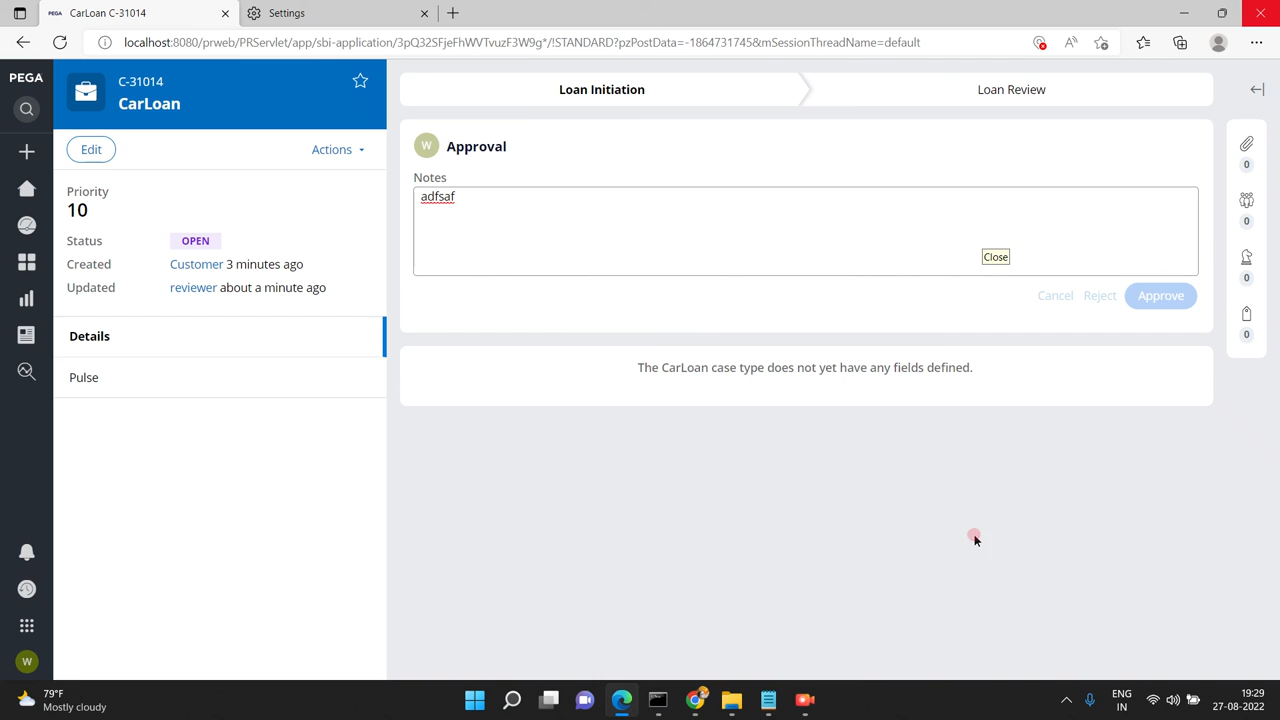 CarLoan C-31014
Settings
localhost:8080/prweb/PRServlet/app/sbi-application/3pQ32SFjeFhWVTvuzF3W9g*/!STANDARD?pzPostData=-1864731745&mSessionThreadName=default
PEGA
C-31014
CarLoan
Edit
Actions
Priority
10
Status OPEN
Created Customer 3 minutes ago
Updated reviewer about a minute ago
Details
Pulse
W
Loan Initiation
Loan Review
W Approval
Notes
adfsaf
Close
Cancel Reject Approve
The CarLoan case type does not yet have any fields defined.
0
0
0
0
79°F
Mostly cloudy
ENG
IN
19:29
27-08-2022